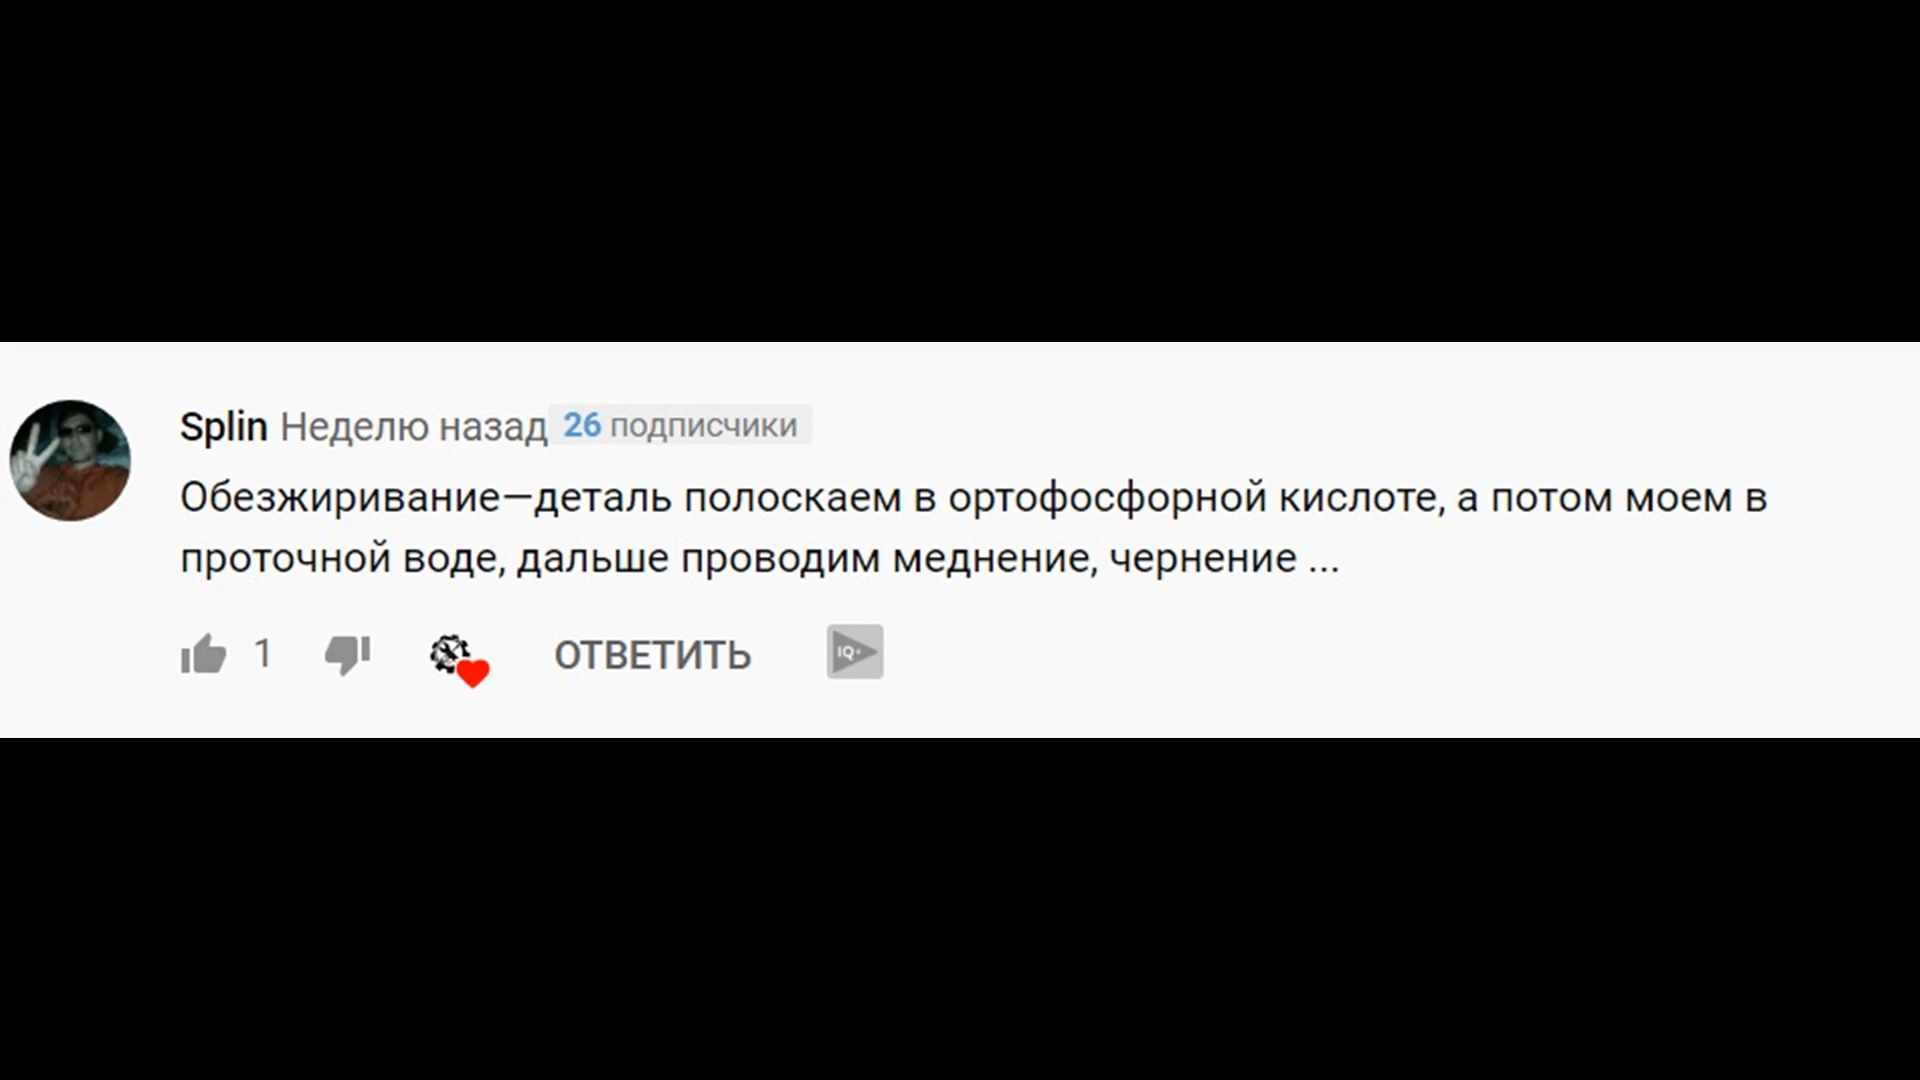 Splin Неделю назад 26 подписчики
Обезжиривание—деталь полоскаем в ортофосфорной кислоте, а потом моем в
проточной воде, дальше проводим меднение, чернение ...
1 ОТВЕТИТЬ IQ+